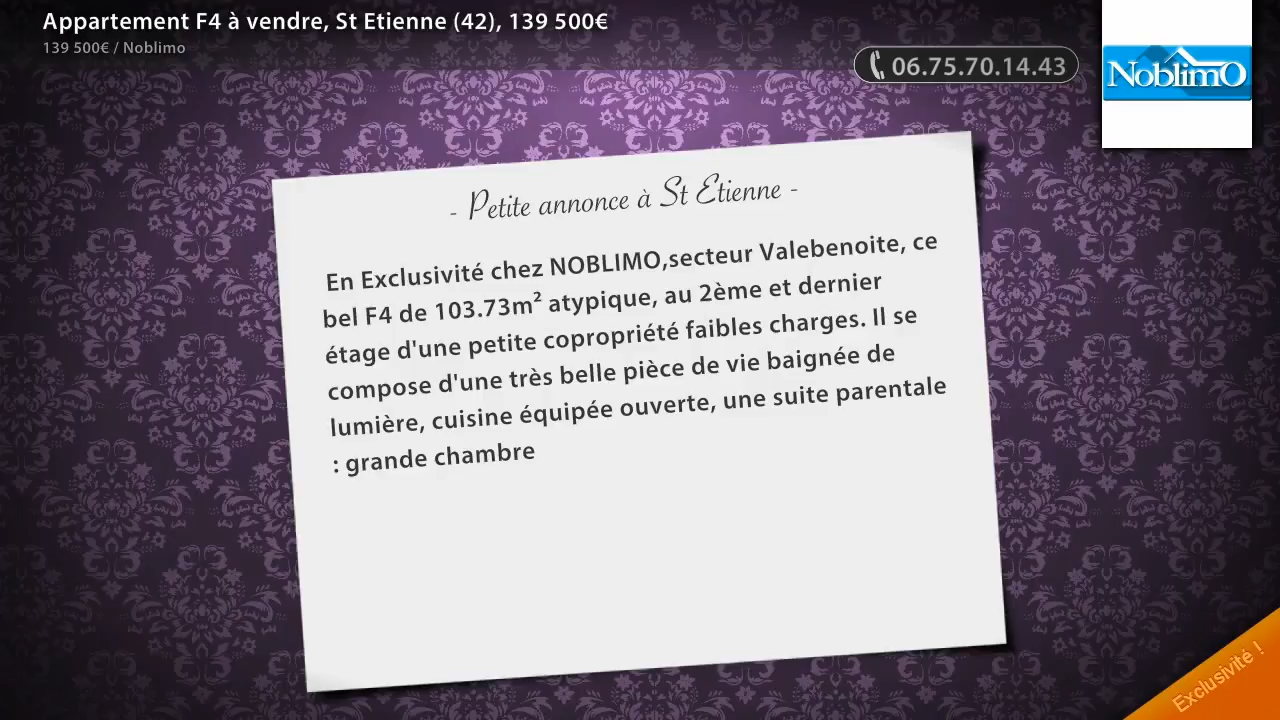 Appartement F4 à vendre, St Etienne (42), 139 500€
139 500€ / Noblimo
06.75.70.14.43
NoblimO
- Petite annonce à St Etienne -
En Exclusivité chez NOBLIMO,secteur Valebenoite, ce
bel F4 de 103.73m² atypique, au 2ème et dernier
étage d'une petite copropriété faibles charges. Il se
compose d'une très belle pièce de vie baignée de
lumière, cuisine équipée ouverte, une suite parentale
: grande chambre
Exclusivité !